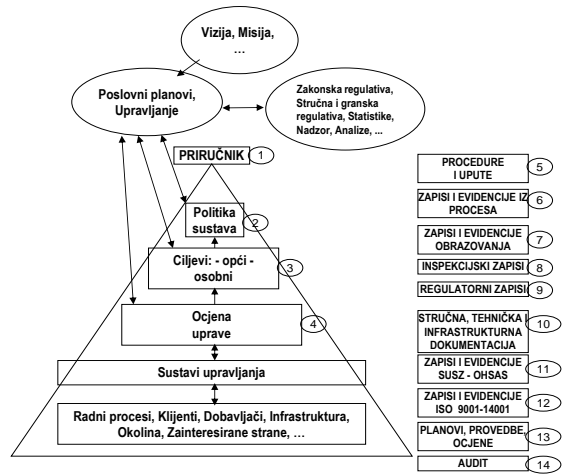 Vizija, Misija,
…
Poslovni planovi,
Upravljanje
Zakonska regulativa,
Stručna i granska
regulativa, Statistike,
Nadzor, Analize, ...
PRIRUČNIK 1
Politika
sustava
2
Ciljevi: - opći -
osobni
3
Ocjena
uprave
4
Sustavi upravljanja
Radni procesi, Klijenti, Dobavljači, Infrastruktura,
Okolina, Zainteresirane strane, …
PROCEDURE
I UPUTE
5
ZAPISI I EVIDENCIJE IZ
PROCESA
6
ZAPISI I EVIDENCIJE
OBRAZOVANJA
7
INSPEKCIJSKI ZAPISI 8
REGULATORNI ZAPISI 9
STRUČNA, TEHNIČKA I
INFRASTRUKTURNA
DOKUMENTACIJA
10
ZAPISI I EVIDENCIJE
SUSZ - OHSAS
11
ZAPISI I EVIDENCIJE
ISO 9001-14001
12
PLANOVI, PROVEDBE,
OCJENE
13
AUDIT 14